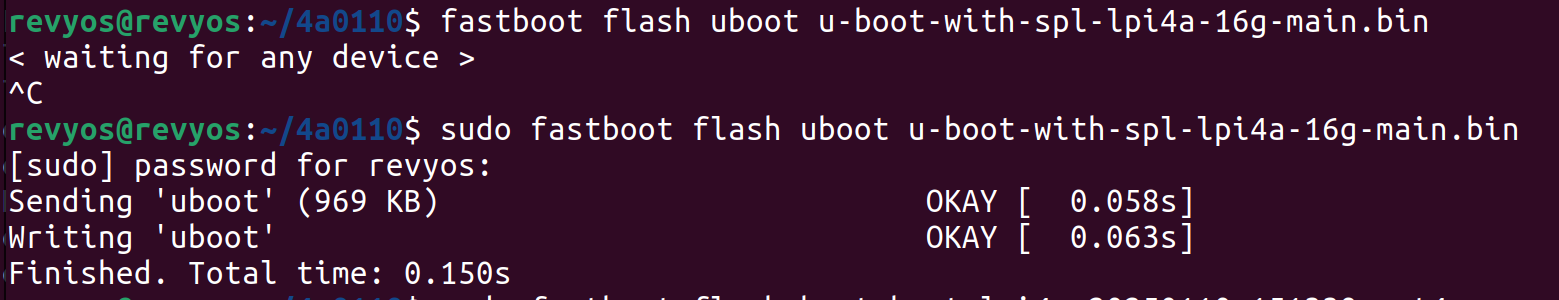 revyos@revyos:~/4a0110$ fastboot flash uboot u-boot-with-spl-lpi4a-16g-main.bin
< waiting for any device >
^C
revyos@revyos:~/4a0110$ sudo fastboot flash uboot u-boot-with-spl-lpi4a-16g-main.bin
[sudo] password for revyos:
Sending 'uboot' (969 KB)                           OKAY [  0.058s]
Writing 'uboot'                                    OKAY [  0.063s]
Finished. Total time: 0.150s